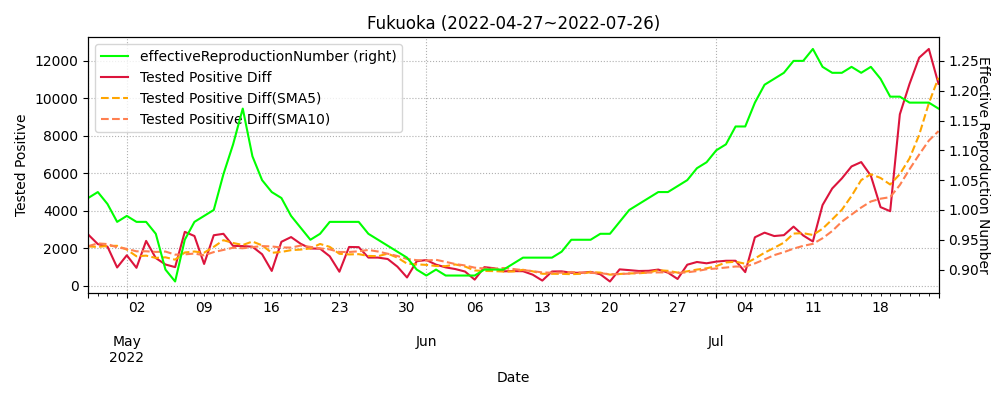 Fukuoka (2022-04-27~2022-07-26)
effectiveReproductionNumber (right)
Tested Positive Diff
Tested Positive Diff(SMA5)
Tested Positive Diff(SMA10)
Tested Positive
12000
10000
8000
6000
4000
2000
0
1.25
1.20
1.15
1.10
1.05
1.00
0.95
0.90
Effective Reproduction Number
02 09 16 23 30 06 13 20 27 04 11 18
May Jun Jul
2022
Date